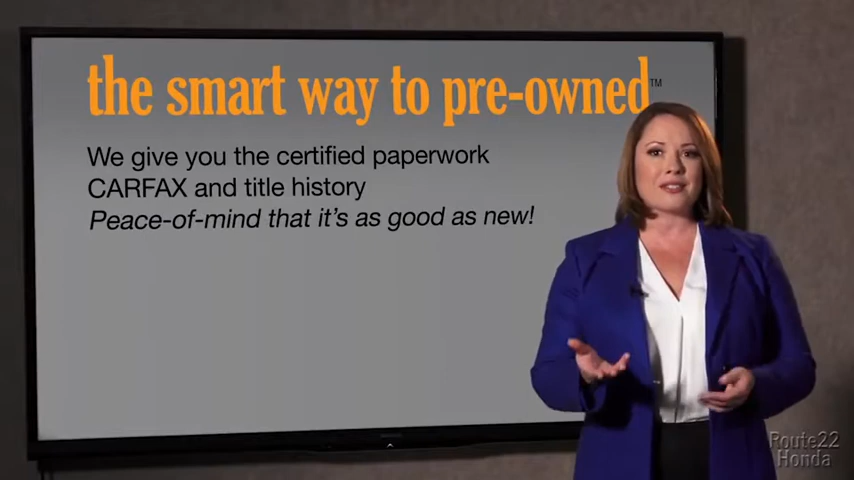 the smart way to pre-owned™
We give you the certified paperwork
CARFAX and title history
Peace-of-mind that it's as good as new!
Route22
Honda